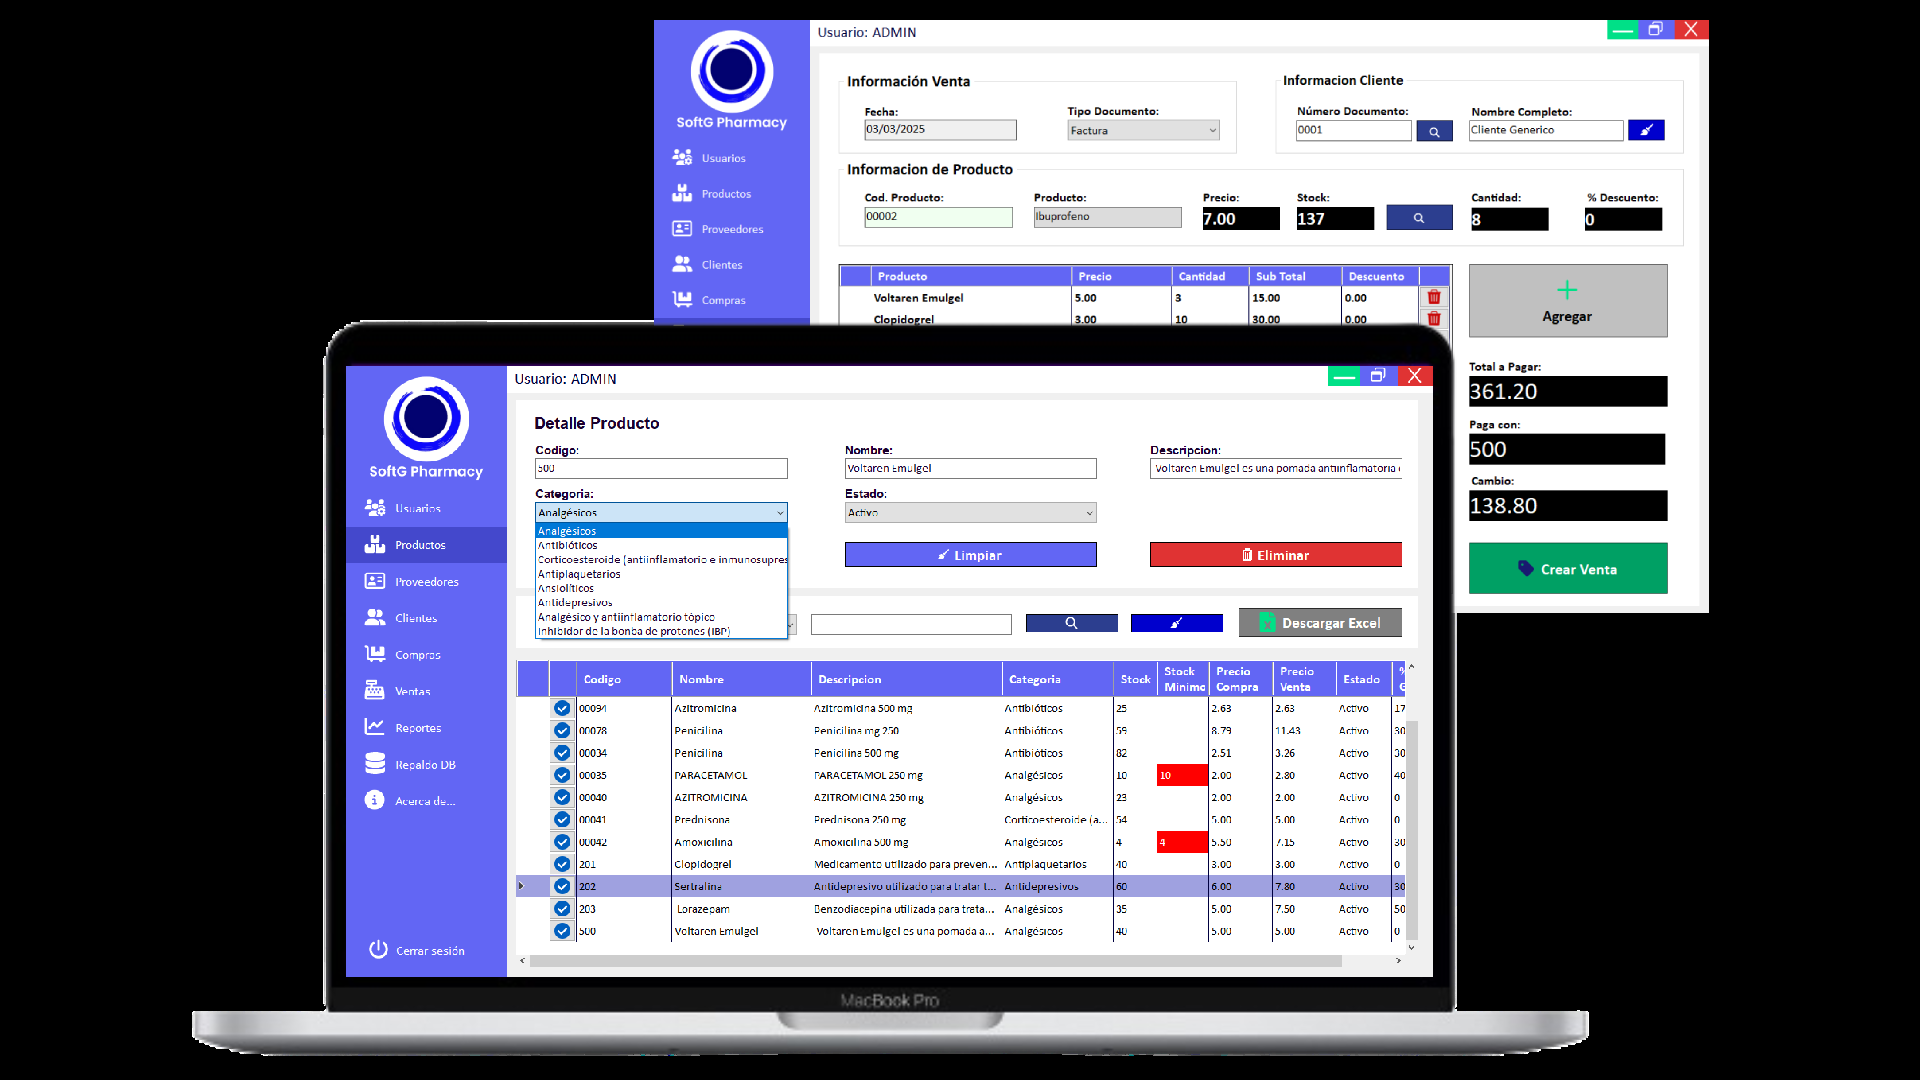 Usuario: ADMIN
SoftG Pharmacy
Usuarios
Productos
Proveedores
Clientes
Compras
Información Venta
Fecha:
03/03/2025
Tipo Documento:
Factura
Informacion Cliente
Número Documento:
0001
Nombre Completo:
Cliente Generico
Informacion de Producto
Cod. Producto:
00002
Producto:
Ibuprofeno
Precio:
7.00
Stock:
137
Cantidad:
8
% Descuento:
0
Producto Precio Cantidad Sub Total Descuento
Voltaren Emulgel 5.00 3 15.00 0.00
Clopidogrel 3.00 10 30.00 0.00
Agregar
Total a Pagar:
361.20
Paga con:
500
Cambio:
138.80
Crear Venta
Usuario: ADMIN
SoftG Pharmacy
Usuarios
Productos
Proveedores
Clientes
Compras
Ventas
Reportes
Repaldo DB
Acerca de...
Cerrar sesión
Detalle Producto
Codigo:
500
Nombre:
Voltaren Emulgel
Descripcion:
Voltaren Emulgel es una pomada antiinflamatoria
Categoria:
Analgésicos
Estado:
Activo
Analgésicos
Antibióticos
Corticoesteroide (antiinflamatorio e inmunosupres
Antiplaquetarios
Ansiolíticos
Antidepresivos
Analgésico y antiinflamatorio tópico
Inhibidor de la bonba de protones (IBP)
Limpiar
Eliminar
Descargar Excel
Codigo Nombre Descripcion Categoria Stock Stock Minimo Precio Compra Precio Venta Estado %
00094 Azitromicina Azitromicina 500 mg Antibióticos 25 2.63 2.63 Activo 17
00078 Penicilina Penicilina mg 250 Antibióticos 59 8.79 11.43 Activo 30
00034 Penicilina Penicilina 500 mg Antibióticos 82 2.51 3.26 Activo 30
00035 PARACETAMOL PARACETAMOL 250 mg Analgésicos 10 10 2.00 2.80 Activo 40
00040 AZITROMICINA AZITROMICINA 250 mg Analgésicos 23 2.00 2.00 Activo 0
00041 Prednisona Prednisona 250 mg Corticoesteroide (a... 54 5.00 5.00 Activo 0
00042 Amoxicilina Amoxicilina 500 mg Analgésicos 4 4 5.50 7.15 Activo 30
201 Clopidogrel Medicamento utilizado para preven... Antiplaquetarios 40 3.00 3.00 Activo 0
202 Sertralina Antidepresivo utilizado para tratar t... Antidepresivos 60 6.00 7.80 Activo 30
203 Lorazepam Benzodiacepina utilizada para trata... Analgésicos 35 5.00 7.50 Activo 50
500 Voltaren Emulgel Voltaren Emulgel es una pomada a... Analgésicos 40 5.00 5.00 Activo 0
MacBook Pro